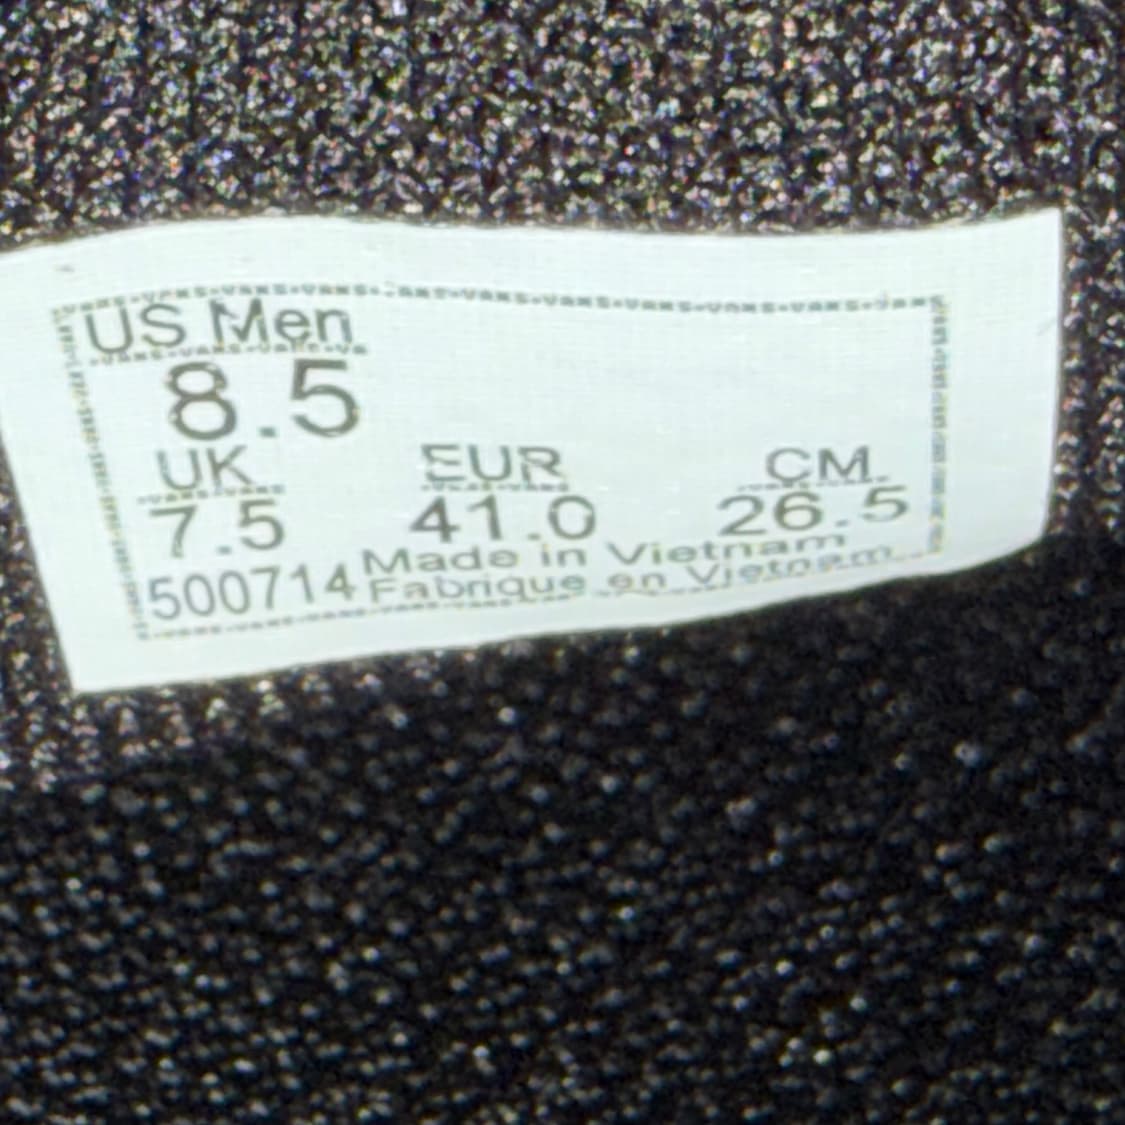 US Men
8.5
UK EUR CM
7.5 41.0 26.5
Made in Vietnam
500714 Fabrique en Vietnam